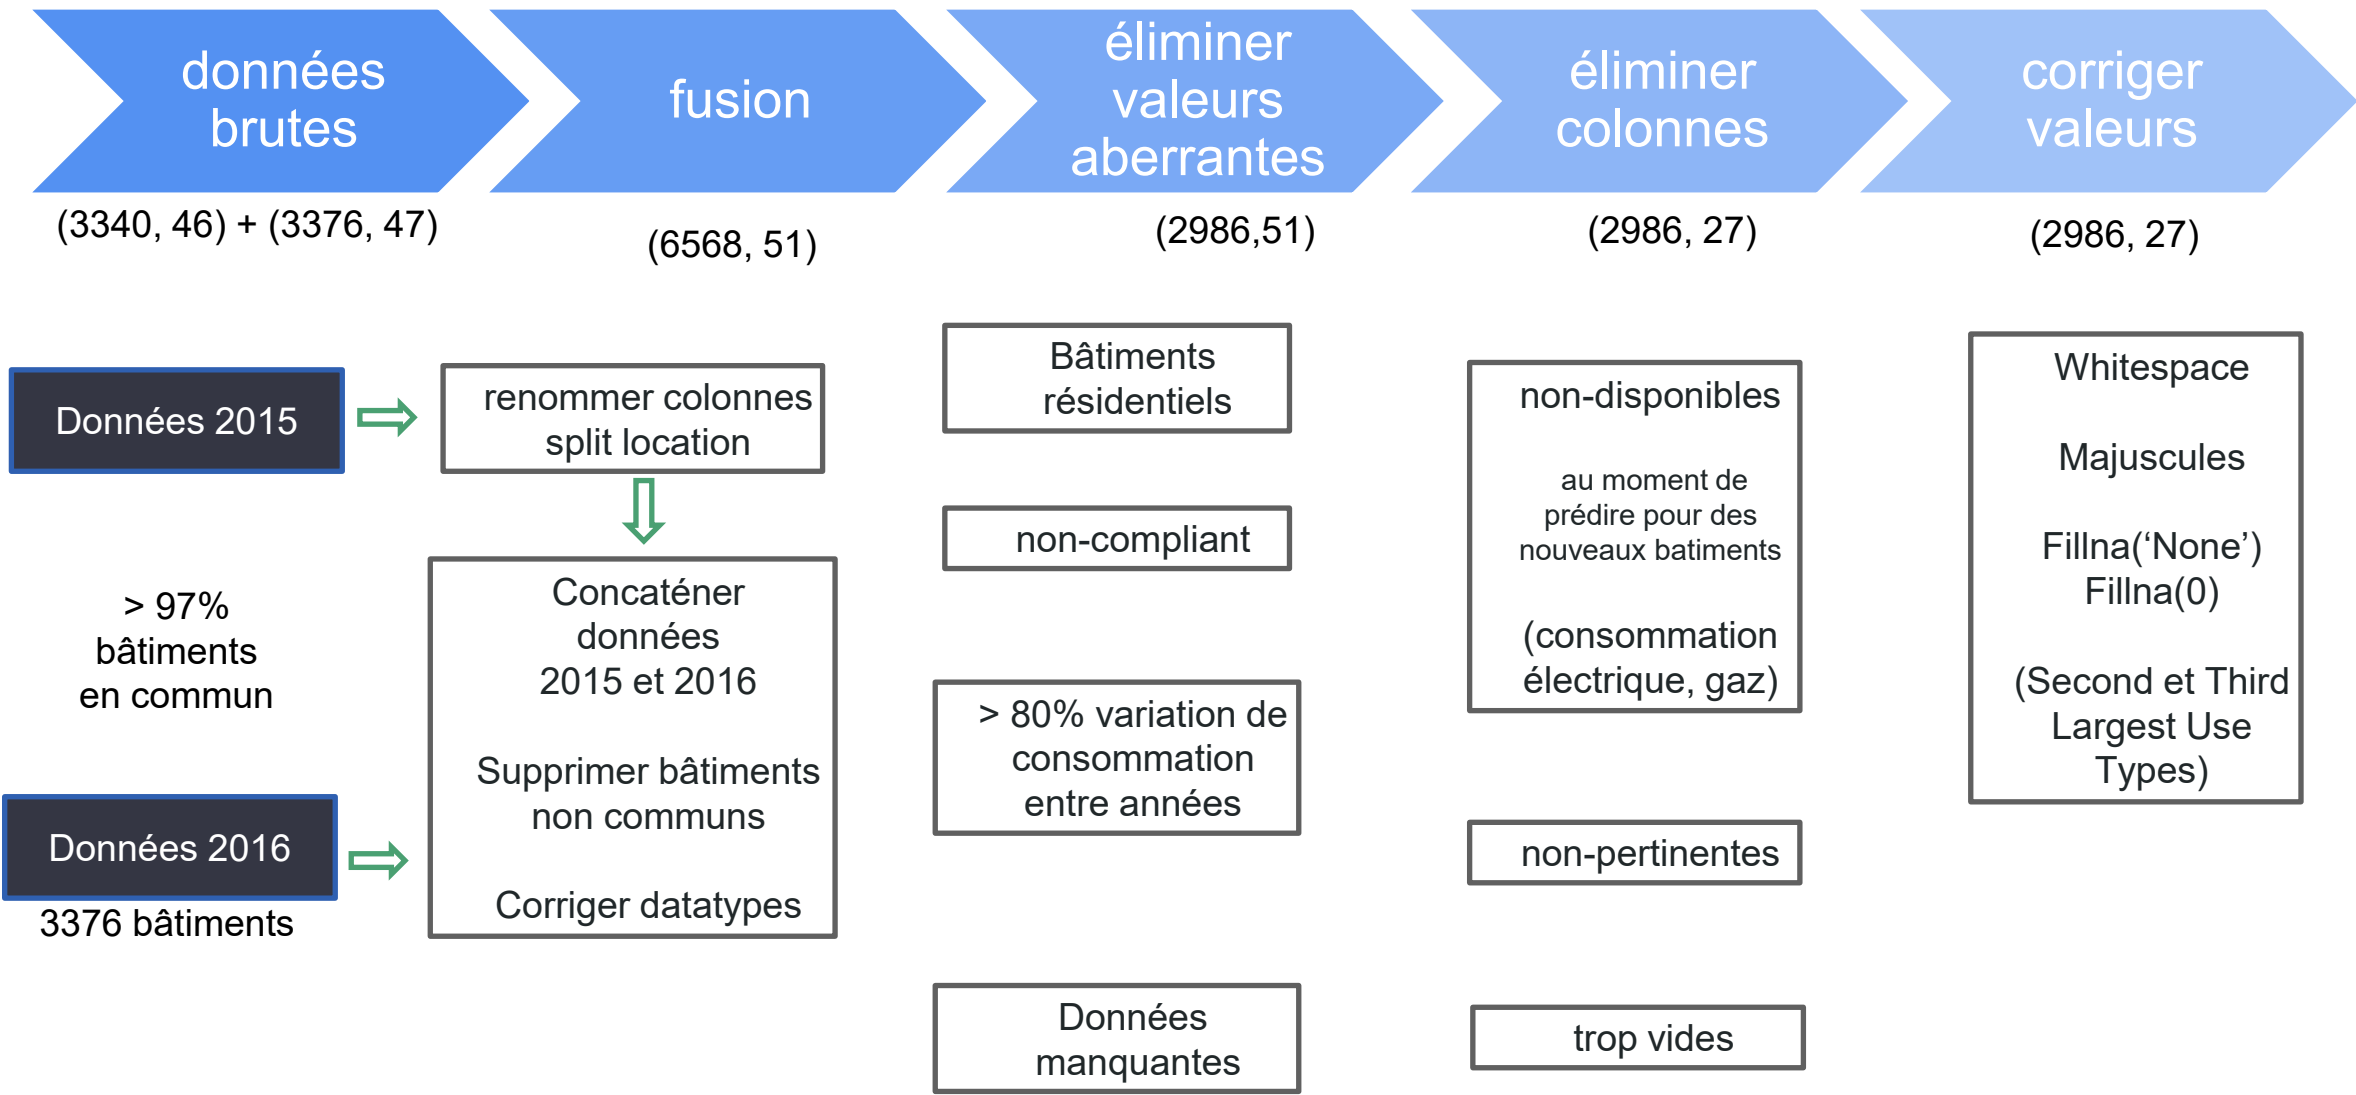 données
brutes
fusion
éliminer
valeurs
aberrantes
éliminer
colonnes
corriger
valeurs
(3340, 46) + (3376, 47)
(6568, 51)
(2986,51)
(2986, 27)
(2986, 27)
Données 2015
> 97%
bâtiments
en commun
Données 2016
3376 bâtiments
renommer colonnes
split location
Concaténer
données
2015 et 2016
Supprimer bâtiments
non communs
Corriger datatypes
Bâtiments
résidentiels
non-compliant
> 80% variation de
consommation
entre années
Données
manquantes
non-disponibles
au moment de
prédire pour des
nouveaux batiments
(consommation
électrique, gaz)
non-pertinentes
trop vides
Whitespace
Majuscules
Fillna(‘None’)
Fillna(0)
(Second et Third
Largest Use
Types)